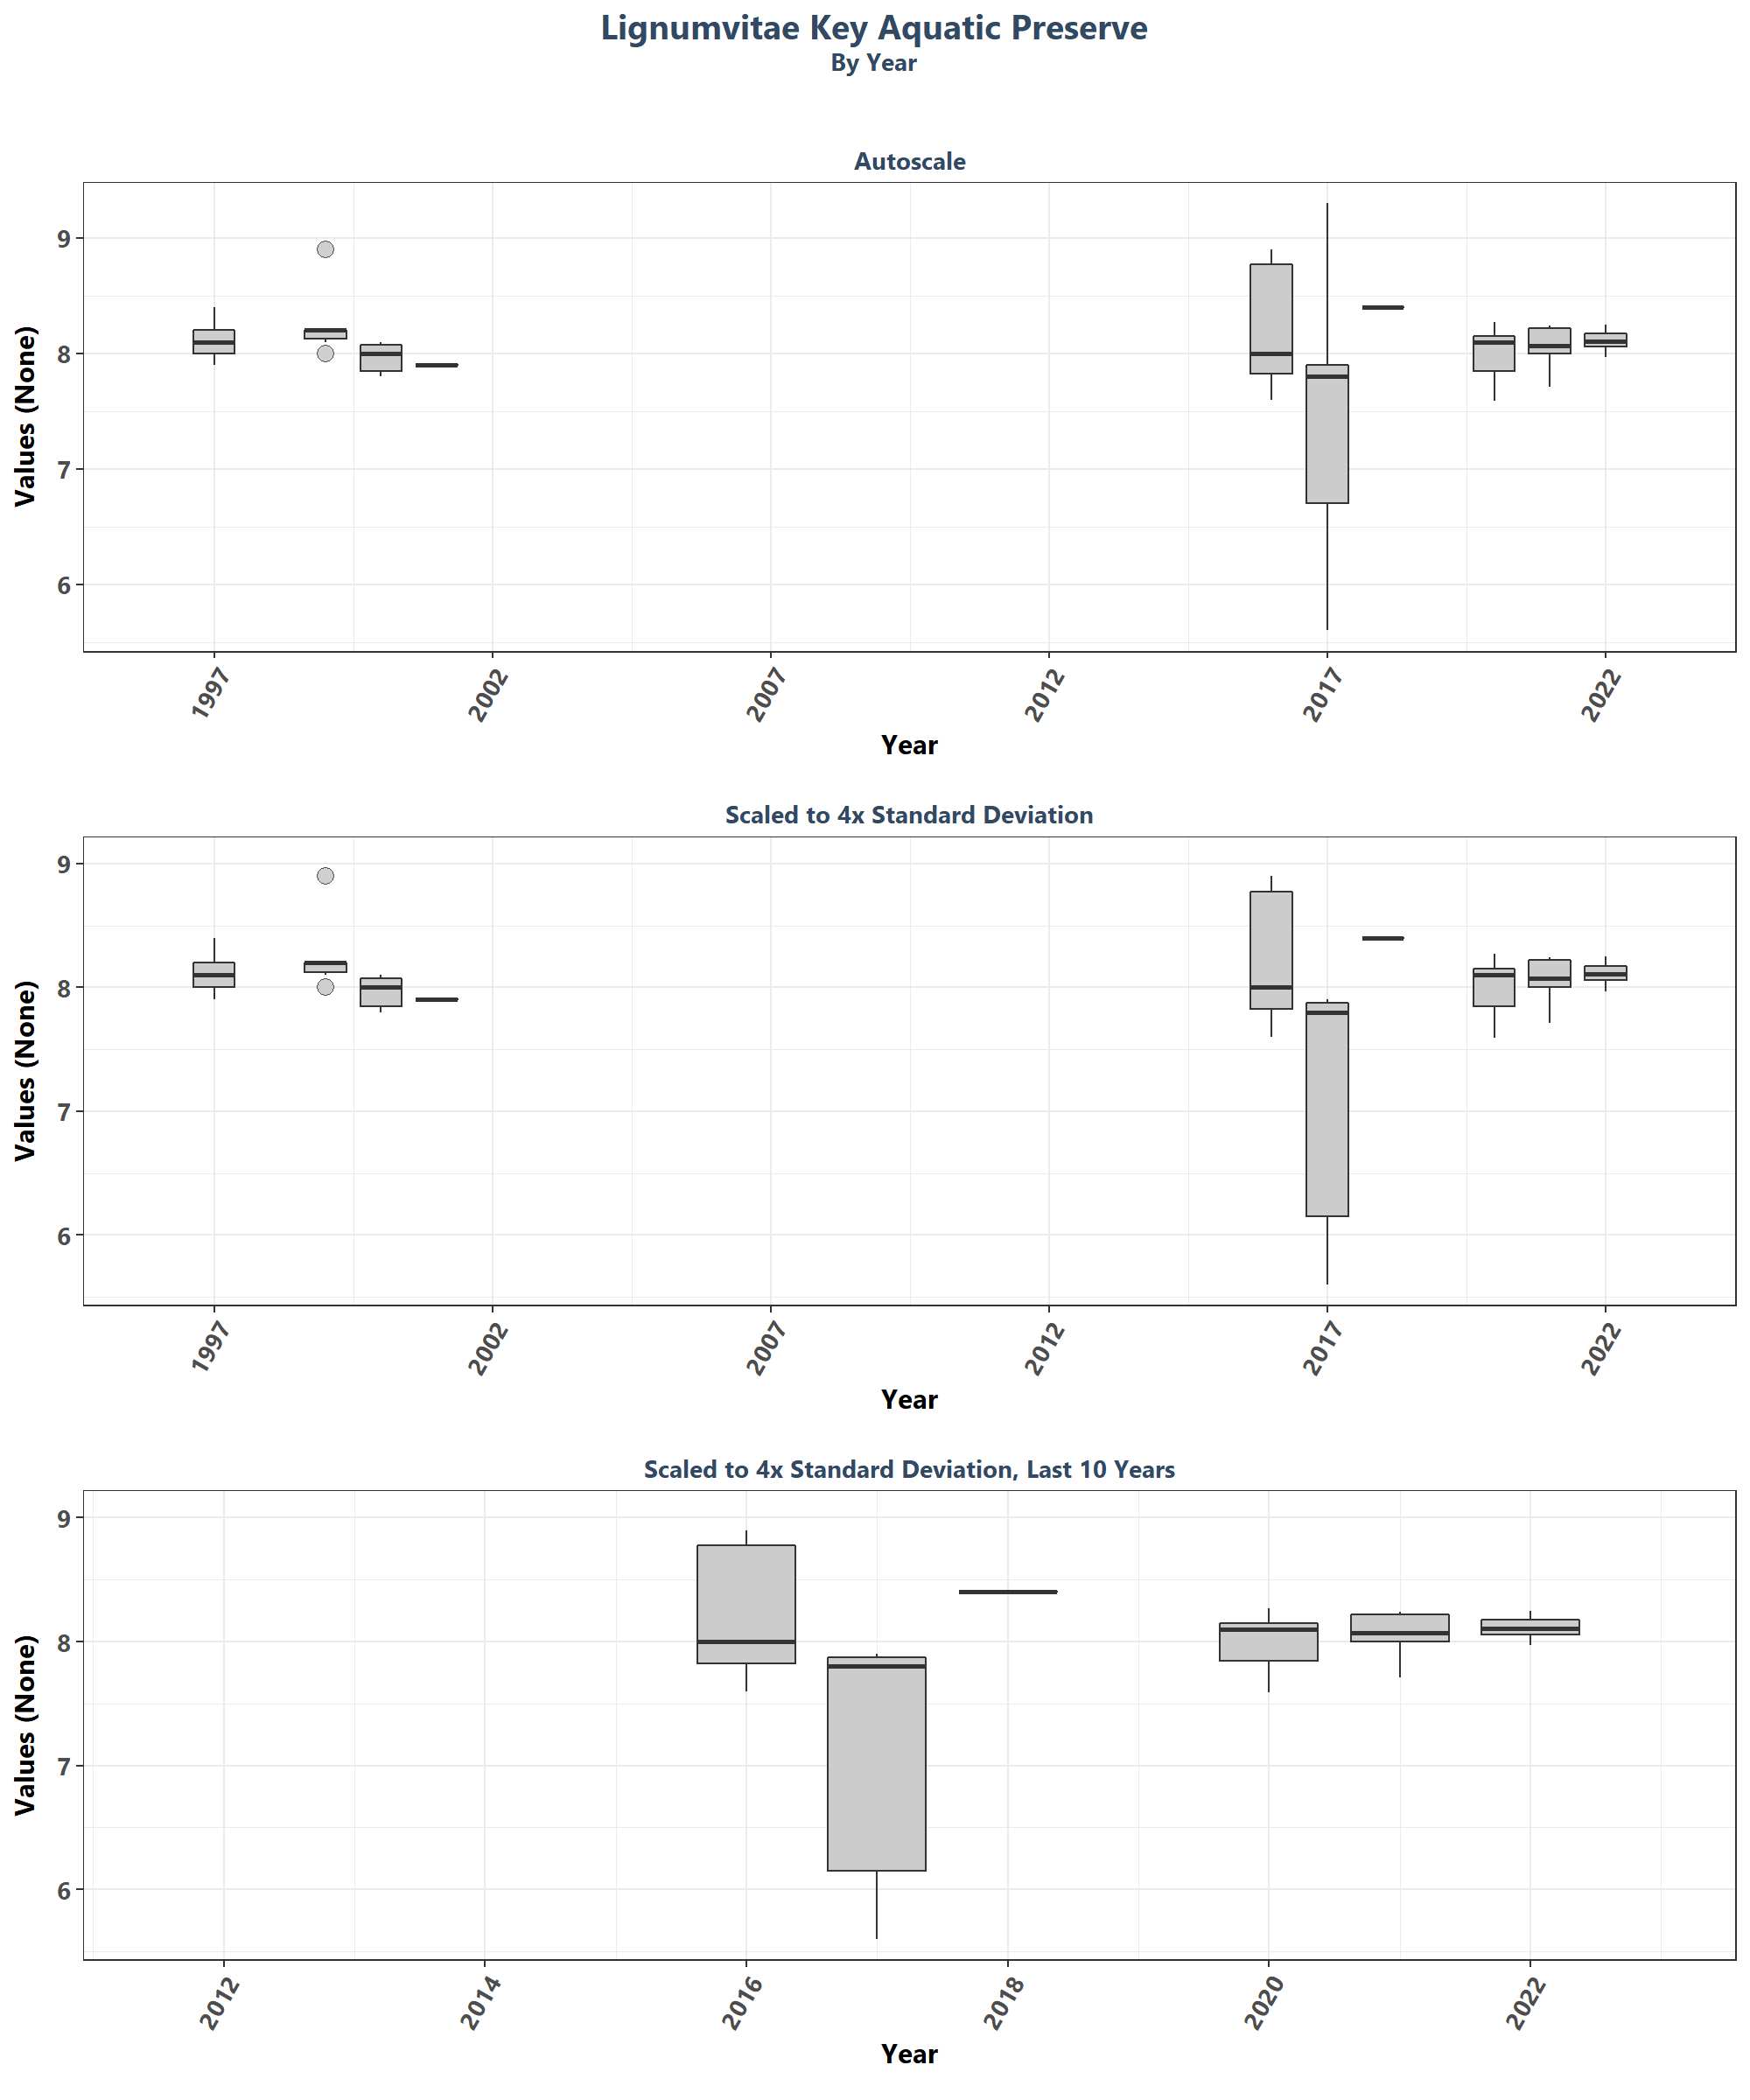 Lignumvitae Key Aquatic Preserve
By Year
Autoscale
Values (None)
9
8
7
6
1997
2002
2007
2012
2017
2022
Year
Scaled to 4x Standard Deviation
Values (None)
9
8
7
6
1997
2002
2007
2012
2017
2022
Year
Scaled to 4x Standard Deviation, Last 10 Years
Values (None)
9
8
7
6
2012
2014
2016
2018
2020
2022
Year